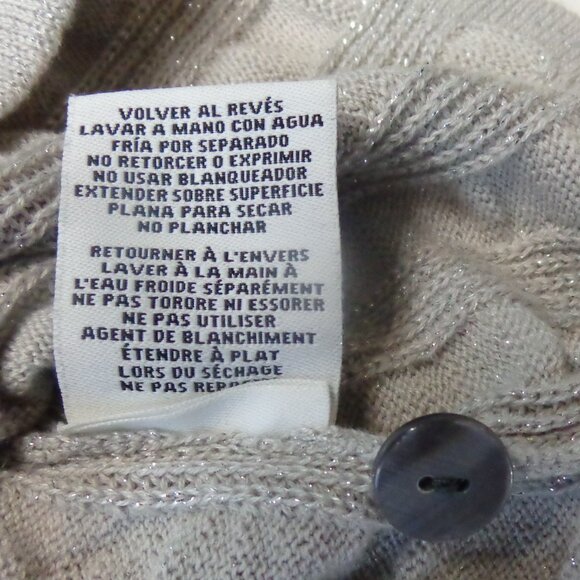 VOLVER AL REVÉS
LAVAR A MANO CON AGUA
FRÍA POR SEPARADO
NO RETORCER O EXPRIMIR
NO USAR BLANQUEADOR
EXTENDER SOBRE SUPERFICIE
PLANA PARA SECAR
NO PLANCHAR
RETOURNER À L'ENVERS
LAVER À LA MAIN À
L'EAU FROIDE SÉPARÉMENT
NE PAS TORDRE NI ESSORER
NE PAS UTILISER
AGENT DE BLANCHIMENT
ÉTENDRE À PLAT
LORS DU SÉCHAGE
NE PAS